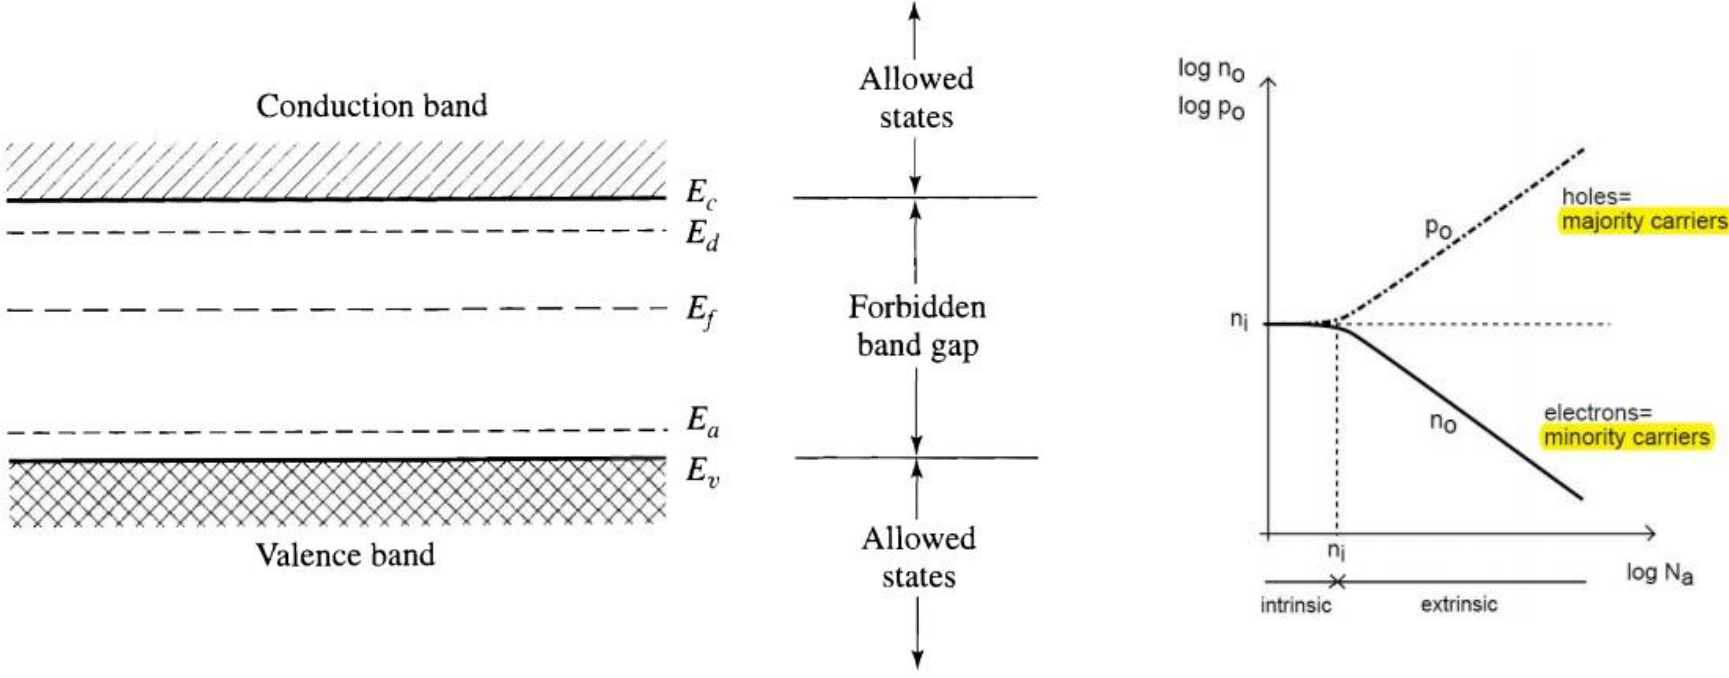 Conduction band
E_c
E_d
E_f
E_a
E_v
Valence band
Allowed
states
Forbidden
band gap
Allowed
states
log n_o
log p_o
n_i
p_o
n_o
holes=
majority carriers
electrons=
minority carriers
n_i
log N_a
intrinsic
extrinsic